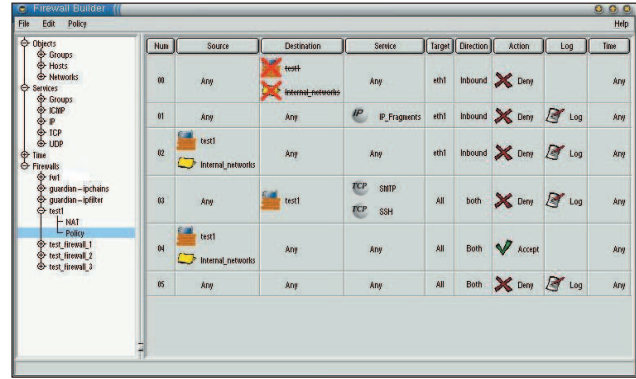 Firewall Builder
File Edit Policy Help
Objects
Groups
Hosts
Networks
Services
Groups
ICMP
IP
TCP
UDP
Time
Firewalls
fw1
guardian-ipchains
guardian-ipfilter
test1
NAT
Policy
test_firewall_1
test_firewall_2
test_firewall_3
Num Source Destination Service Target Direction Action Log Time
00 Any test1 Internal_networks Any eth1 Inbound Deny Any
01 Any Any IP IP_Fragments eth1 Inbound Deny Log Any
02 test1 Internal_networks Any Any eth1 Inbound Deny Log Any
03 Any test1 TCP SMTP TCP SSH All both Deny Log Any
04 test1 Internal_networks Any Any All Both Accept Any
05 Any Any Any All Both Deny Log Any